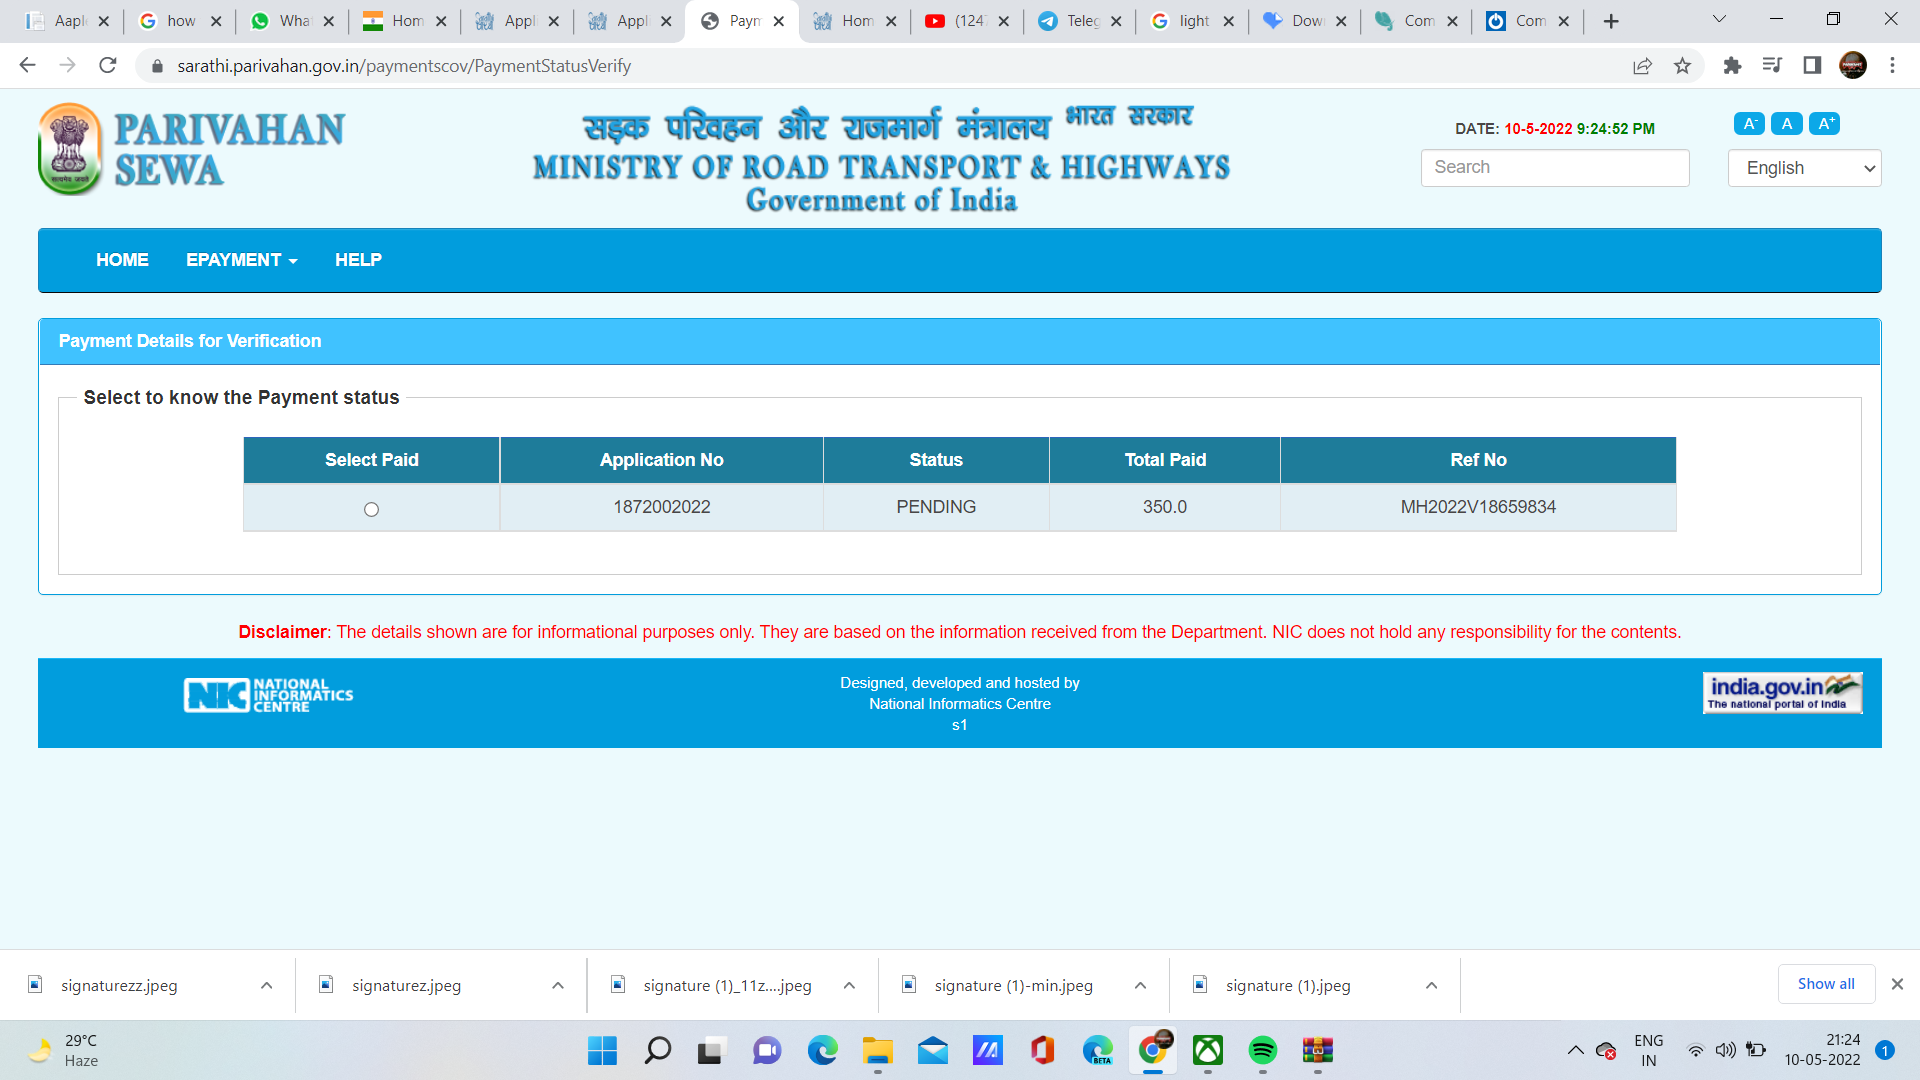 Aapl
how
What
Hom
Appli
Appli
Paym
Hom
(124
Teleg
light
Dow
Com
Com
sarathi.parivahan.gov.in/paymentscov/PaymentStatusVerify
PARIVAHAN
SEWA
सड़क परिवहन और राजमार्ग मंत्रालय भारत सरकार
MINISTRY OF ROAD TRANSPORT & HIGHWAYS
Government of India
DATE: 10-5-2022 9:24:52 PM
A- A A+
Search
English
HOME EPAYMENT HELP
Payment Details for Verification
Select to know the Payment status
Select Paid Application No Status Total Paid Ref No
1872002022 PENDING 350.0 MH2022V18659834
Disclaimer: The details shown are for informational purposes only. They are based on the information received from the Department. NIC does not hold any responsibility for the contents.
NIC NATIONAL
INFORMATICS
CENTRE
Designed, developed and hosted by
National Informatics Centre
s1
india.gov.in
The national portal of India
signaturezz.jpeg
signaturez.jpeg
signature (1)_11z....jpeg
signature (1)-min.jpeg
signature (1).jpeg
Show all
29°C
Haze
BETA
ENG
IN
21:24
10-05-2022
1